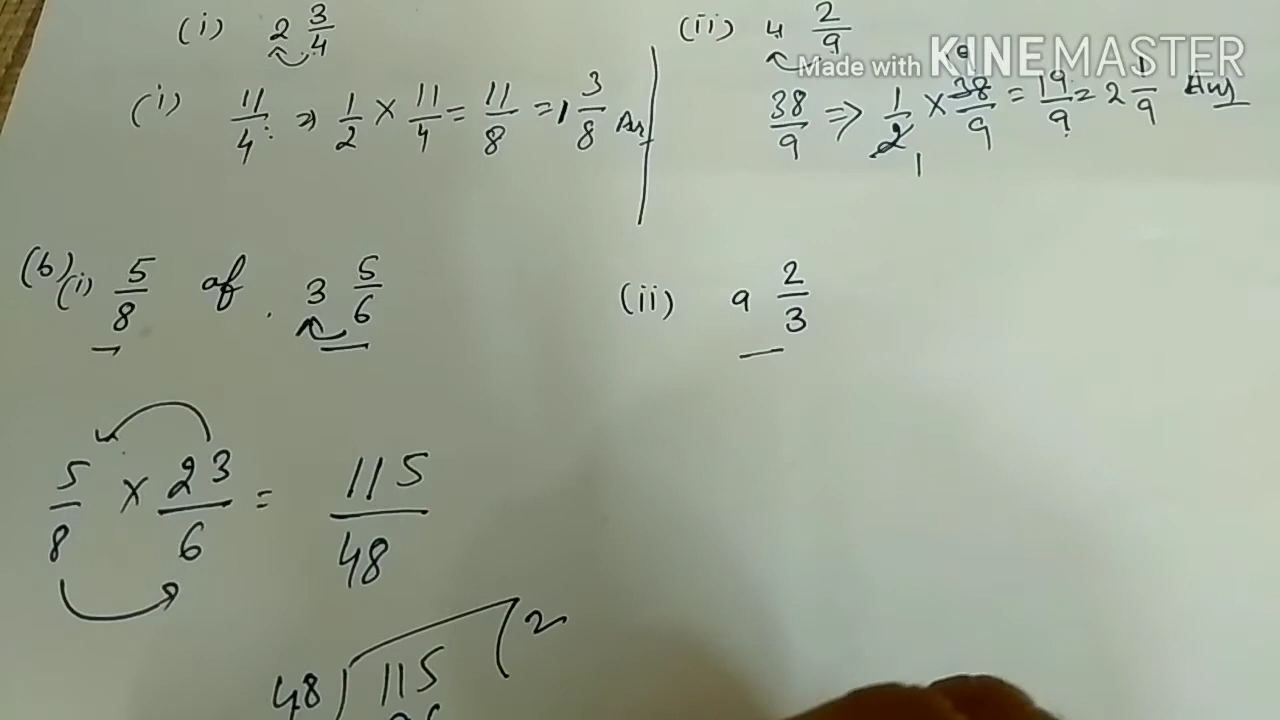 (i) 2 3/4
(ii) 4 2/9
Made with KINEMASTER
(i) 11/4 ⇒ 1/2 × 11/4 = 11/8 = 1 3/8 An
38/9 ⇒ 1/2 × 38/9 = 19/9 = 2 1/9 Ans
1
(b) (i) 5/8 of 3 5/6
(ii) 9 2/3
5/8 × 23/6 = 115/48
48 ) 115 ( 2